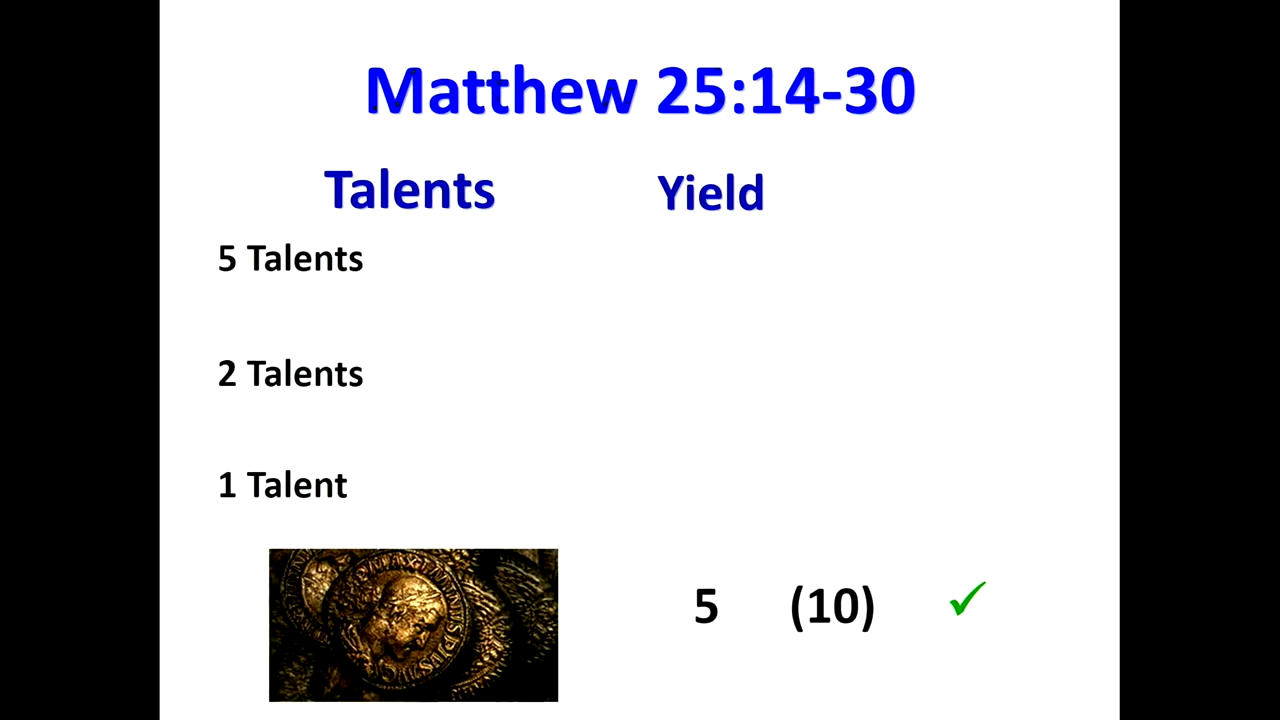 Matthew 25:14-30
Talents Yield
5 Talents
2 Talents
1 Talent
5 (10) ✓